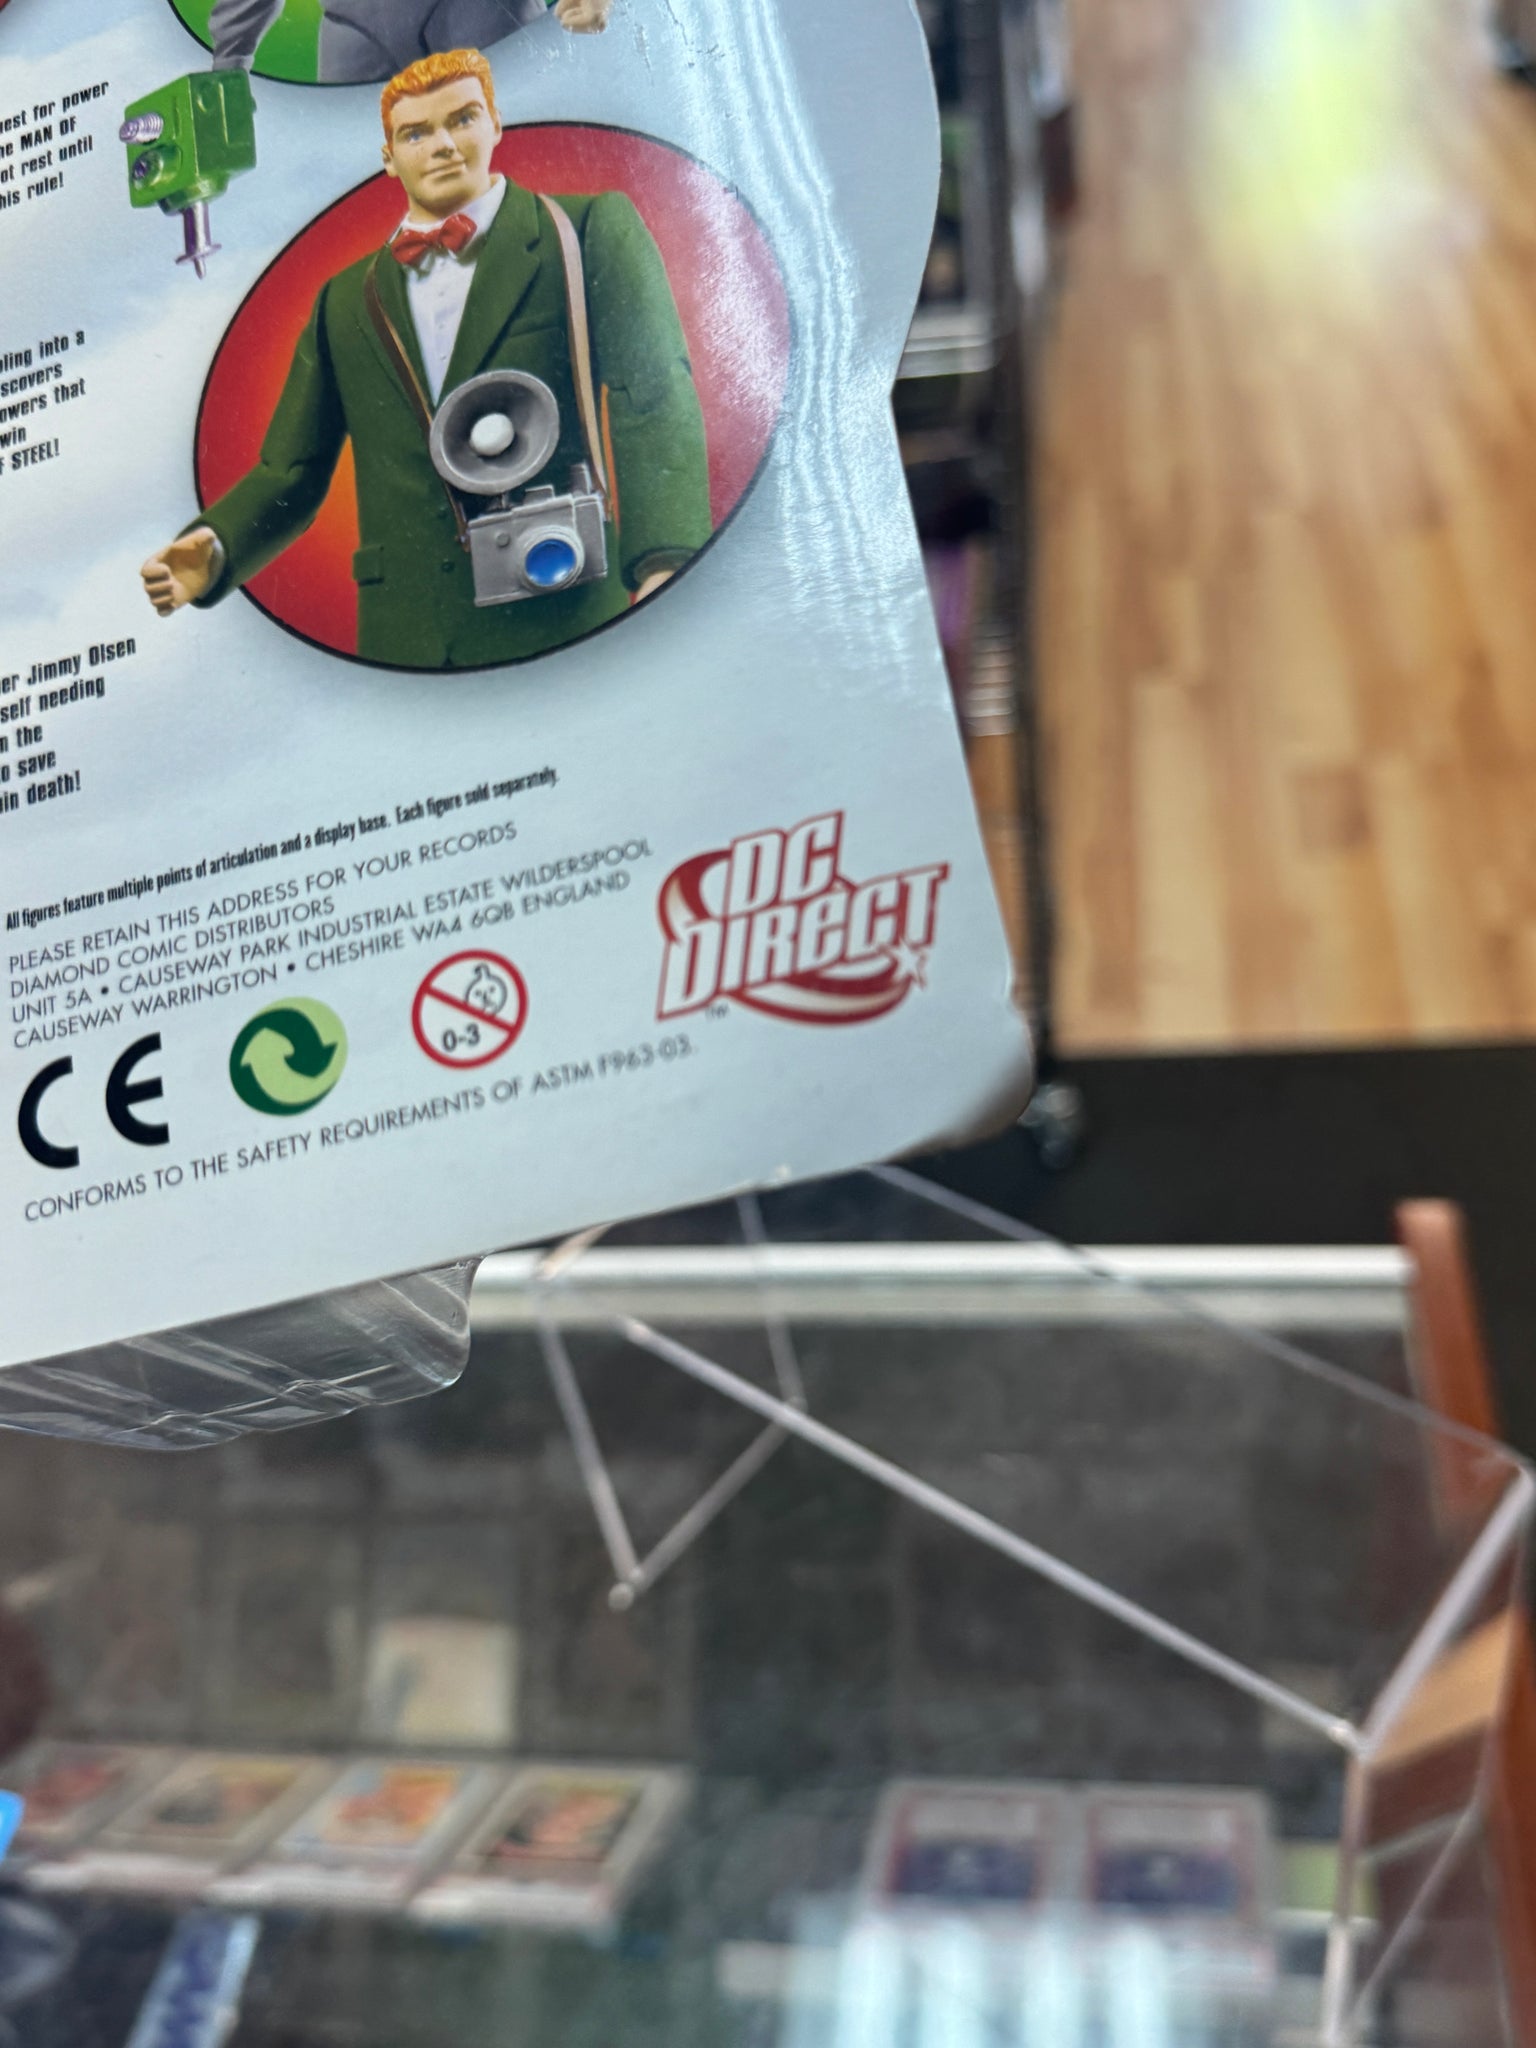 est for power
he MAN OF
ot rest until
his rule!
ling into a
scovers
owers that
win
F STEEL!
er Jimmy Olsen
self needing
n the
o save
in death!
All figures feature multiple points of articulation and a display base. Each figure sold separately.
PLEASE RETAIN THIS ADDRESS FOR YOUR RECORDS
DIAMOND COMIC DISTRIBUTORS
UNIT 5A • CAUSEWAY PARK INDUSTRIAL ESTATE WILDERSPOOL
CAUSEWAY WARRINGTON • CHESHIRE WA4 6QB ENGLAND
DC
DIRECT
TM
CE
0-3
CONFORMS TO THE SAFETY REQUIREMENTS OF ASTM F963-03.